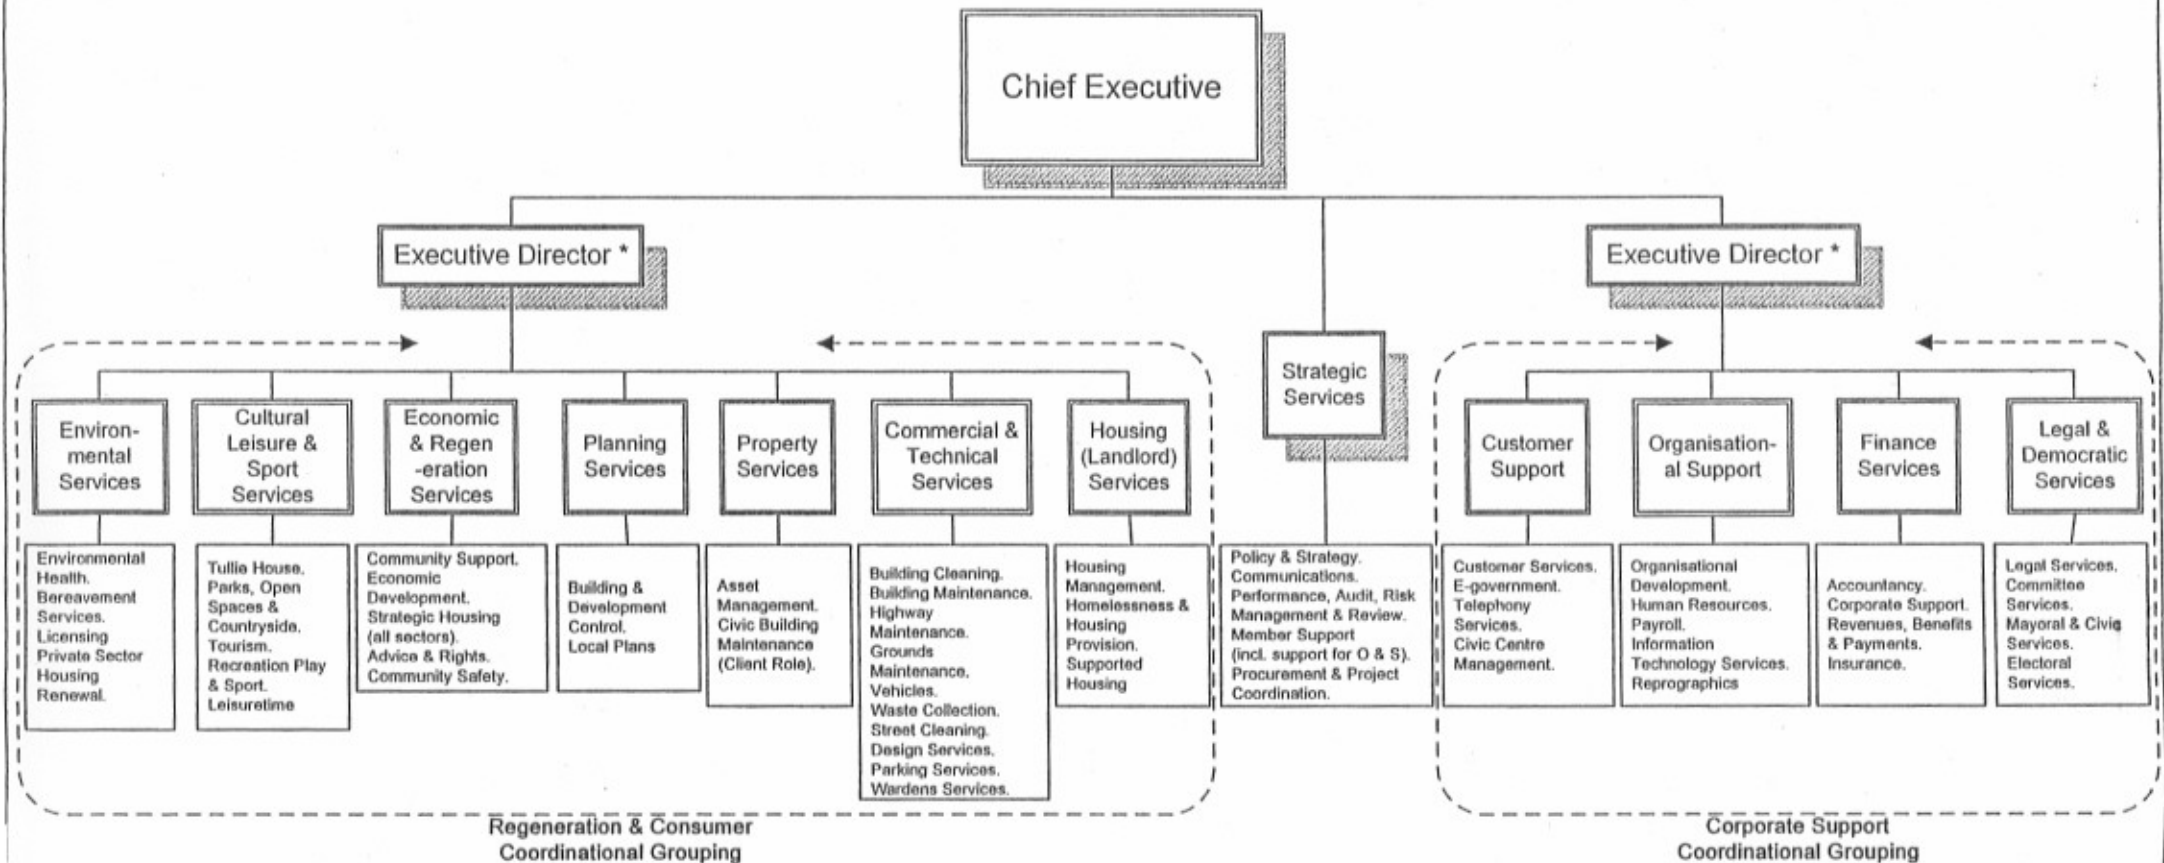 Chief Executive
Executive Director *
Executive Director *
Strategic
Services
Environ-
mental
Services
Cultural
Leisure &
Sport
Services
Economic
& Regen
-eration
Services
Planning
Services
Property
Services
Commercial &
Technical
Services
Housing
(Landlord)
Services
Customer
Support
Organisation-
al Support
Finance
Services
Legal &
Democratic
Services
Environmental
Health.
Bereavement
Services.
Licensing
Private Sector
Housing
Renewal.
Tullie House.
Parks, Open
Spaces &
Countryside.
Tourism.
Recreation Play
& Sport.
Leisuretime
Community Support.
Economic
Development.
Strategic Housing
(all sectors).
Advice & Rights.
Community Safety.
Building &
Development
Control.
Local Plans
Asset
Management.
Civic Building
Maintenance
(Client Role).
Building Cleaning.
Building Maintenance.
Highway
Maintenance.
Grounds
Maintenance.
Vehicles.
Waste Collection.
Street Cleaning.
Design Services.
Parking Services.
Wardens Services.
Housing
Management.
Homelessness &
Housing
Provision.
Supported
Housing
Policy & Strategy.
Communications.
Performance, Audit, Risk
Management & Review.
Member Support
(incl. support for O & S).
Procurement & Project
Coordination.
Customer Services.
E-government.
Telephony
Services.
Civic Centre
Management.
Organisational
Development.
Human Resources.
Payroll.
Information
Technology Services.
Reprographics
Accountancy.
Corporate Support.
Revenues, Benefits
& Payments.
Insurance.
Legal Services.
Committee
Services.
Mayoral & Civic
Services.
Electoral
Services.
Regeneration & Consumer
Coordinational Grouping
Corporate Support
Coordinational Grouping